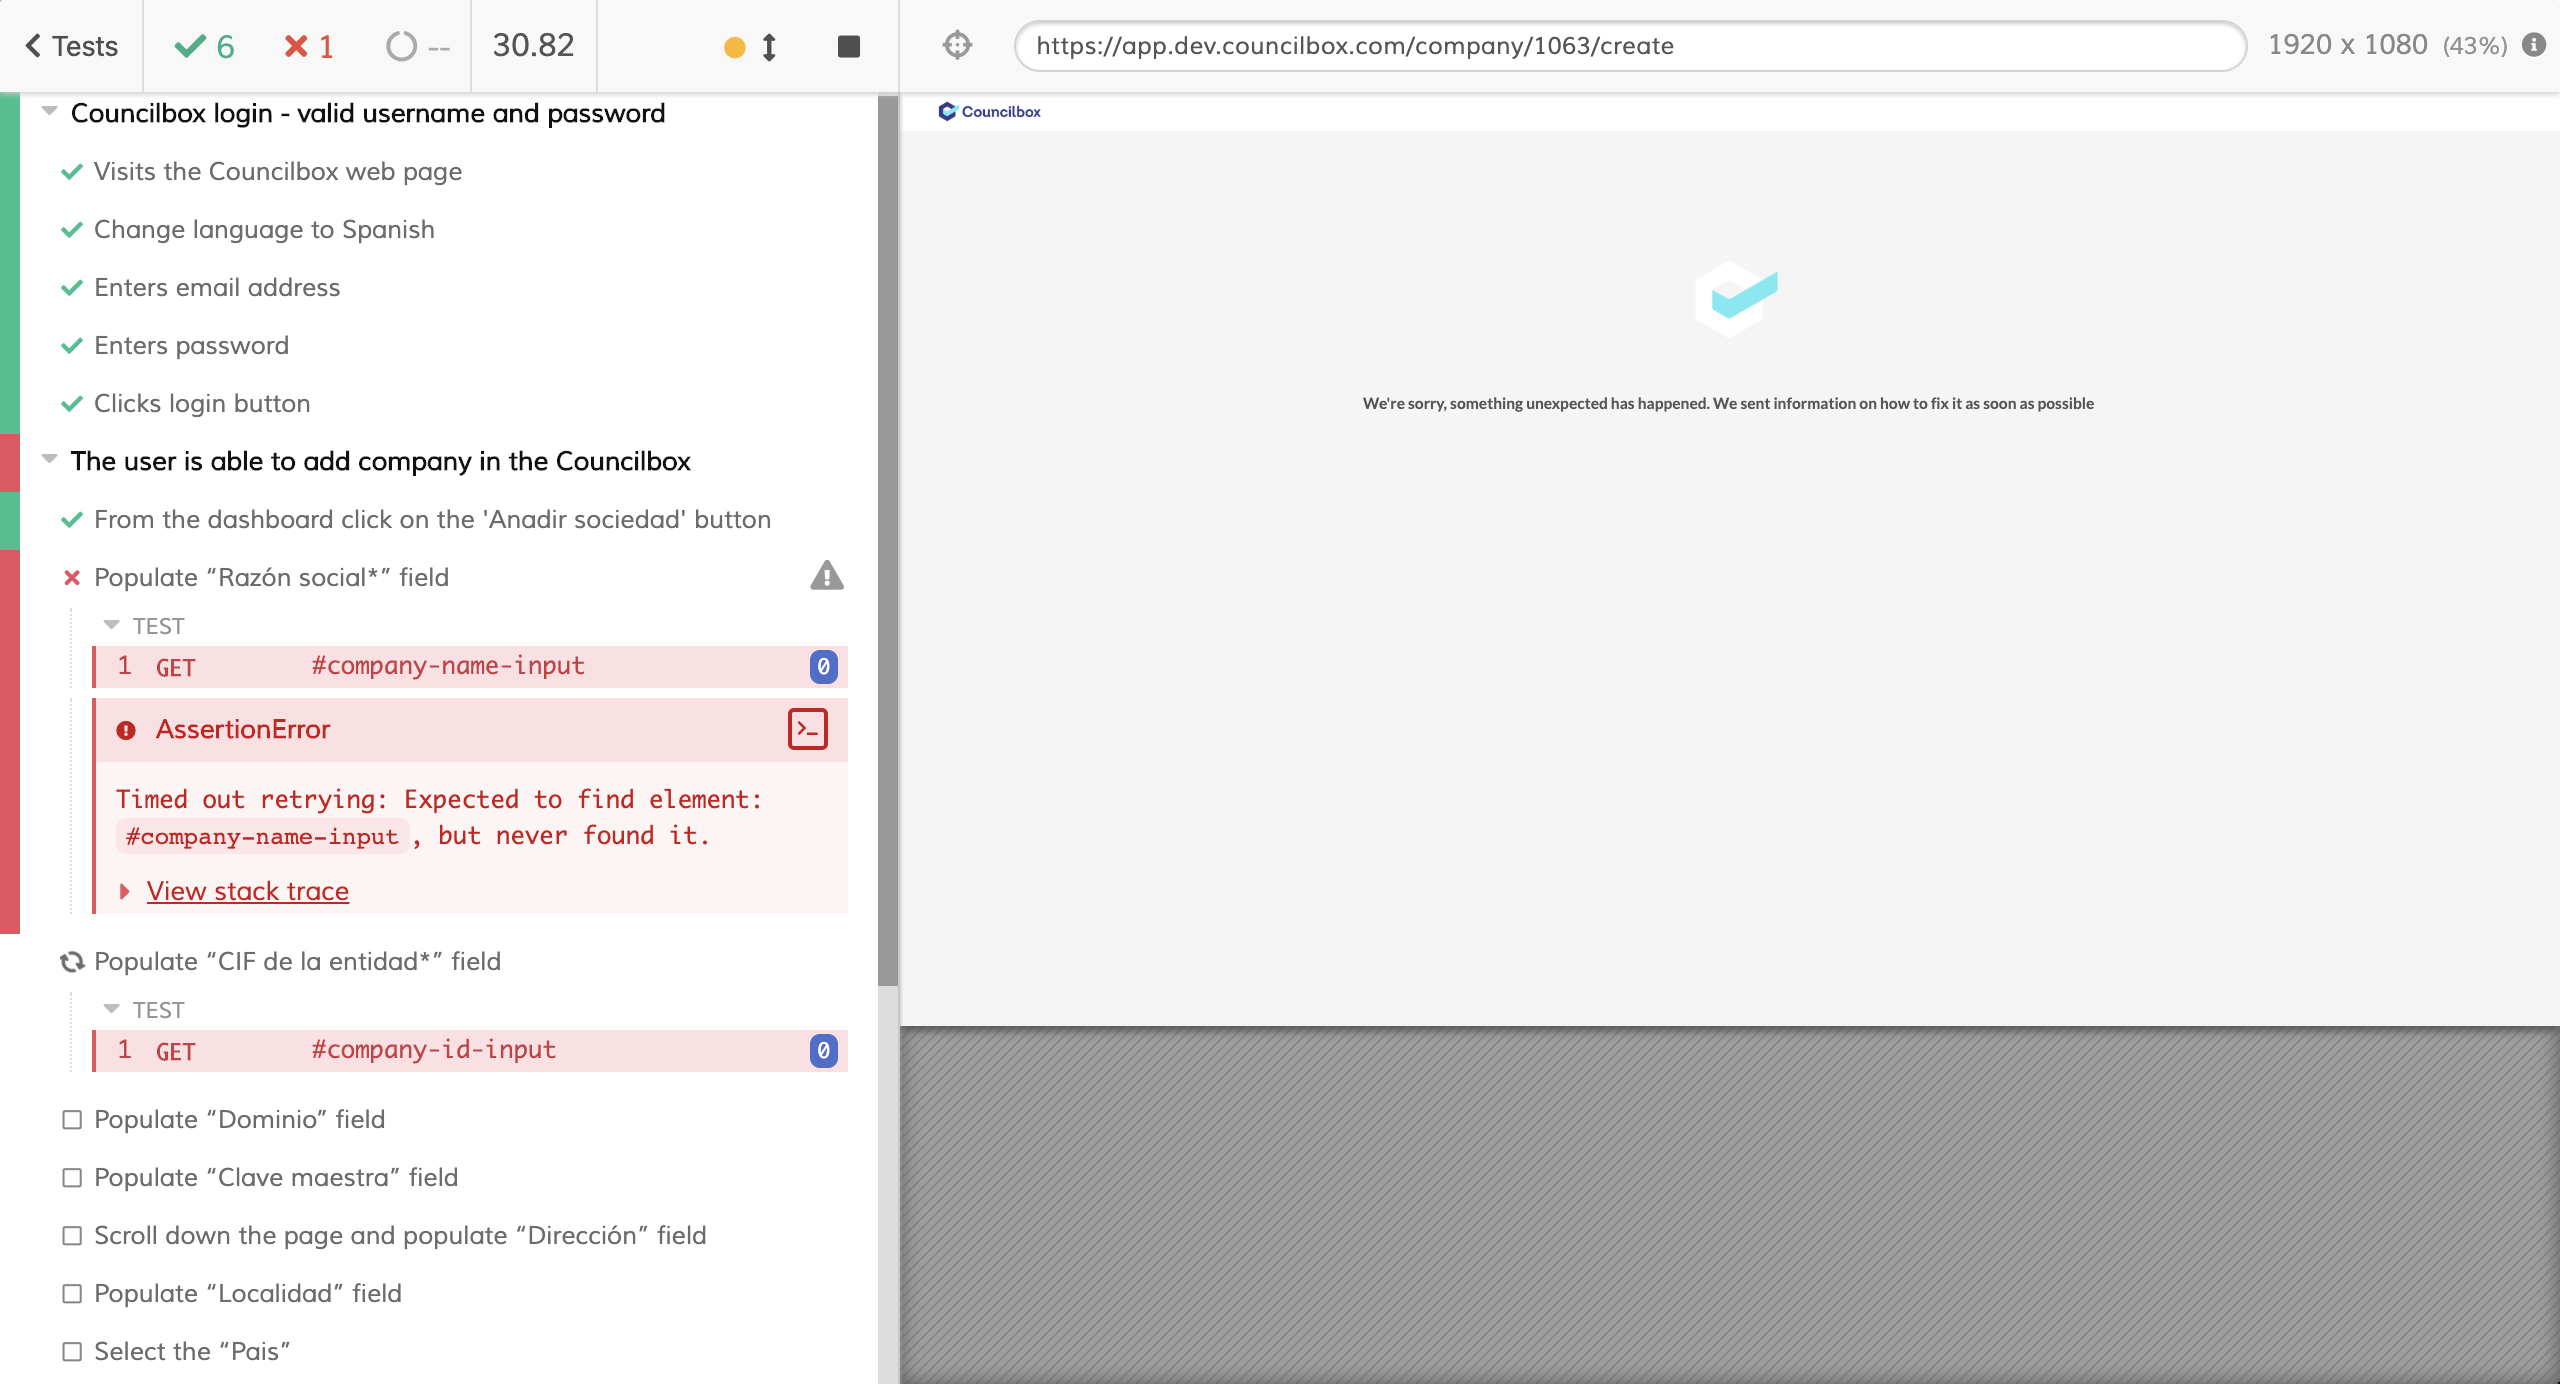 Tests
6
1
--
30.82
https://app.dev.councilbox.com/company/1063/create
1920 x 1080 (43%)
Councilbox login - valid username and password
Visits the Councilbox web page
Change language to Spanish
Enters email address
Enters password
Clicks login button
The user is able to add company in the Councilbox
From the dashboard click on the 'Anadir sociedad' button
Populate “Razón social*” field
TEST
1 GET #company-name-input 0
AssertionError
Timed out retrying: Expected to find element:
#company-name-input, but never found it.
View stack trace
Populate “CIF de la entidad*” field
TEST
1 GET #company-id-input 0
Populate “Dominio” field
Populate “Clave maestra” field
Scroll down the page and populate “Dirección” field
Populate “Localidad” field
Select the “Pais”
Councilbox
We're sorry, something unexpected has happened. We sent information on how to fix it as soon as possible